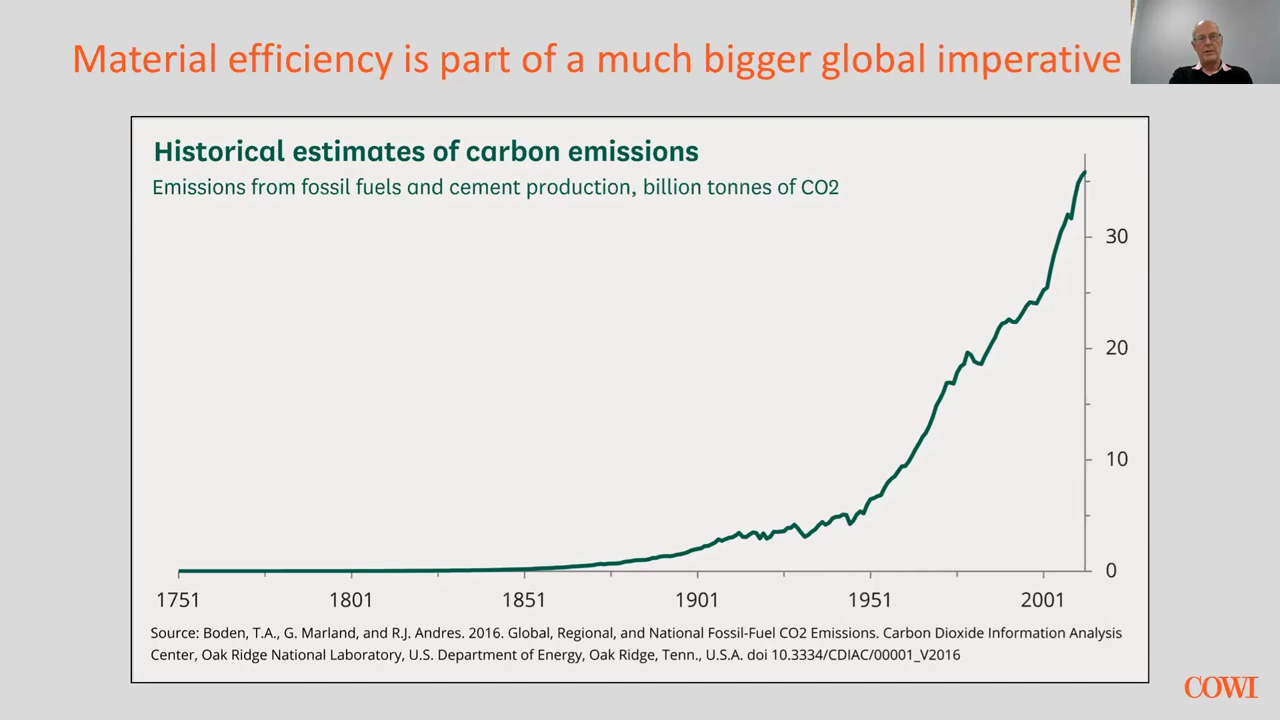 Material efficiency is part of a much bigger global imperative
Historical estimates of carbon emissions
Emissions from fossil fuels and cement production, billion tonnes of CO2
30
20
10
0
1751 1801 1851 1901 1951 2001
Source: Boden, T.A., G. Marland, and R.J. Andres. 2016. Global, Regional, and National Fossil-Fuel CO2 Emissions. Carbon Dioxide Information Analysis
Center, Oak Ridge National Laboratory, U.S. Department of Energy, Oak Ridge, Tenn., U.S.A. doi 10.3334/CDIAC/00001_V2016
COWI